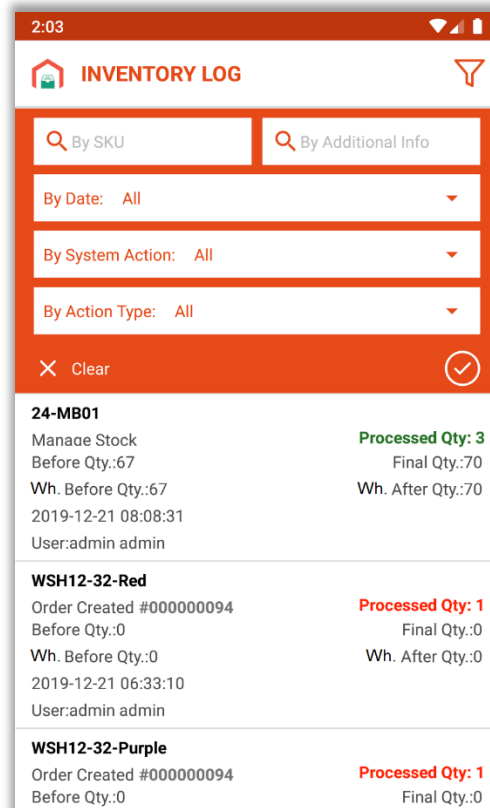 2:03
INVENTORY LOG
By SKU
By Additional Info
By Date: All
By System Action: All
By Action Type: All
Clear
24-MB01
Manage Stock Processed Qty: 3
Before Qty.:67 Final Qty.:70
Wh. Before Qty.:67 Wh. After Qty.:70
2019-12-21 08:08:31
User:admin admin
WSH12-32-Red
Order Created #000000094 Processed Qty: 1
Before Qty.:0 Final Qty.:0
Wh. Before Qty.:0 Wh. After Qty.:0
2019-12-21 06:33:10
User:admin admin
WSH12-32-Purple
Order Created #000000094 Processed Qty: 1
Before Qty.:0 Final Qty.:0